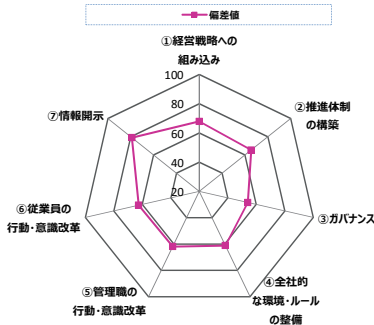 偏差値
①経営戦略への
組み込み
②推進体制
の構築
③ガバナンス
④全社的
な環境・ルール
の整備
⑤管理職の
行動・意識改革
⑥従業員の
行動・意識改革
⑦情報開示
100
80
60
40
20